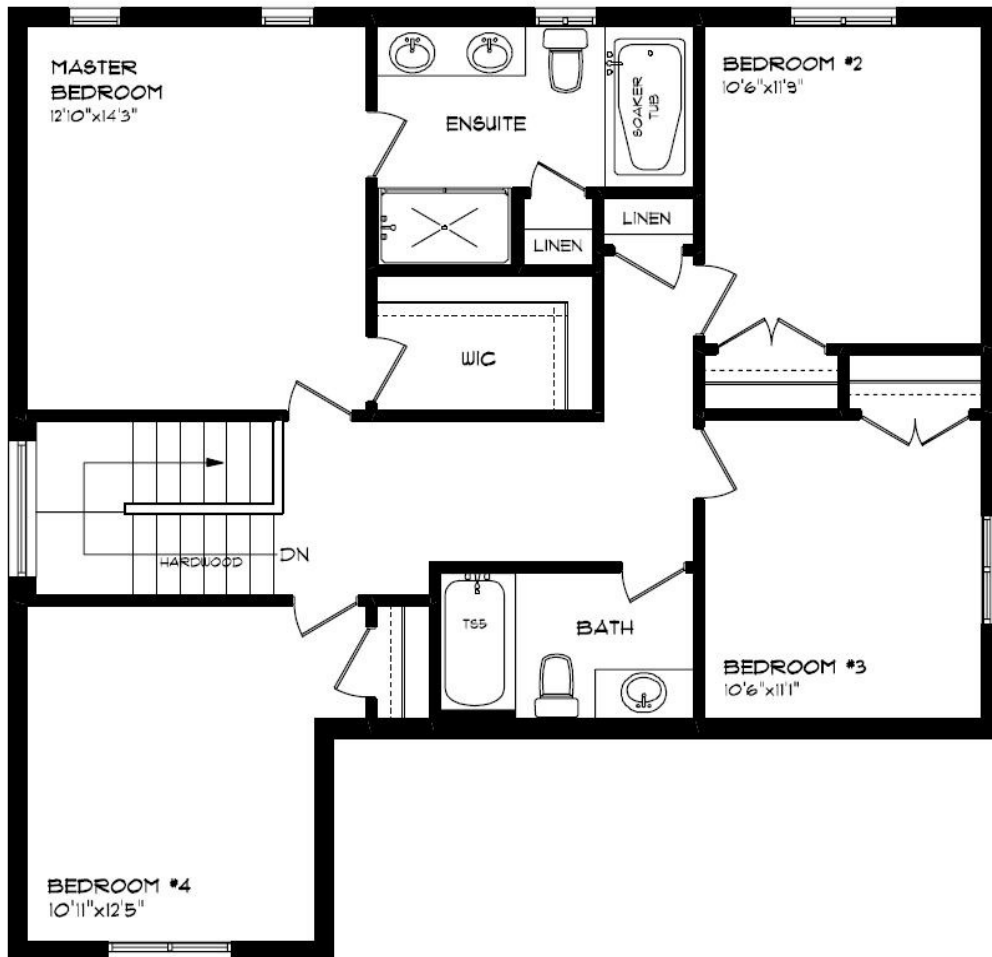 MASTER
BEDROOM
12'10"x14'3"
ENSUITE
SOAKER
TUB
BEDROOM #2
10'6"x11'9"
LINEN
LINEN
WIC
HARDWOOD
DN
TS5
BATH
BEDROOM #3
10'6"x11'1"
BEDROOM #4
10'11"x12'5"